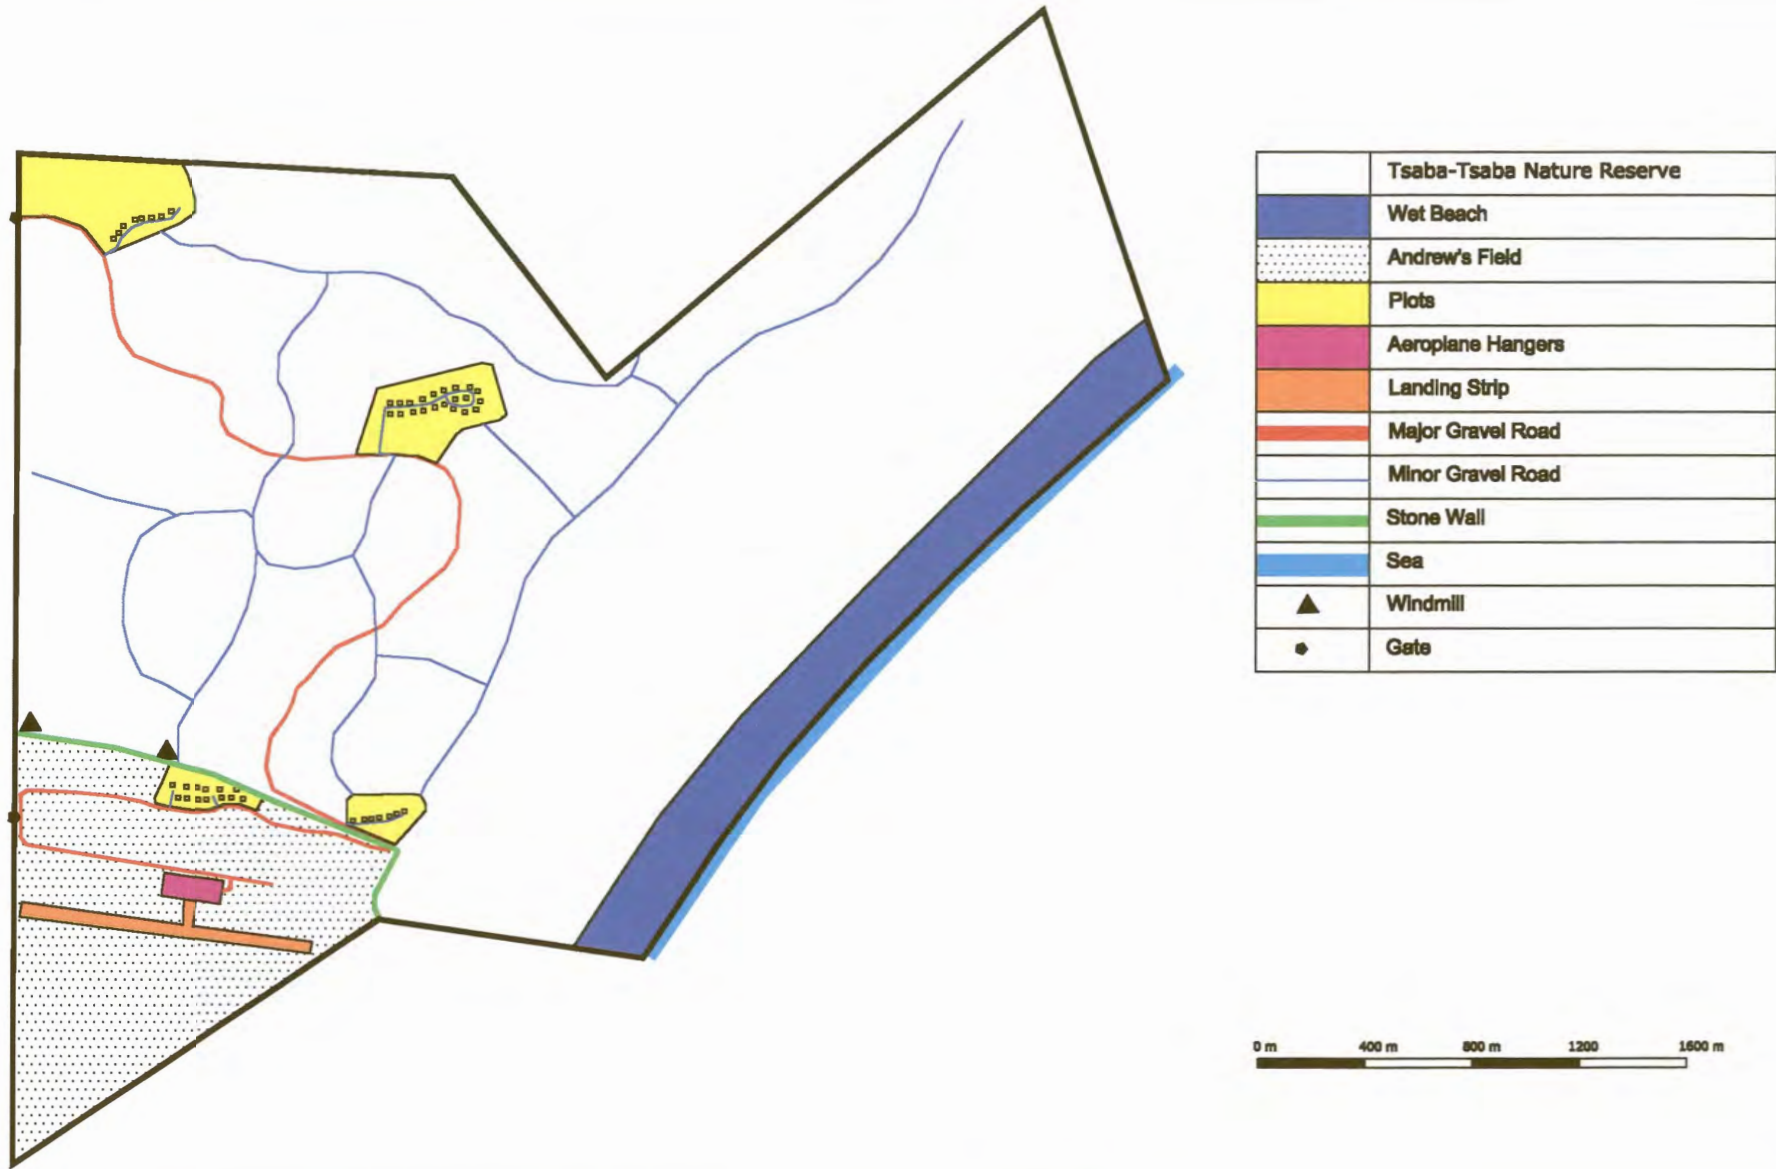 Tsaba-Tsaba Nature Reserve
Wet Beach
Andrew's Field
Plots
Aeroplane Hangers
Landing Strip
Major Gravel Road
Minor Gravel Road
Stone Wall
Sea
Windmill
Gate
0 m 400 m 800 m 1200 1600 m